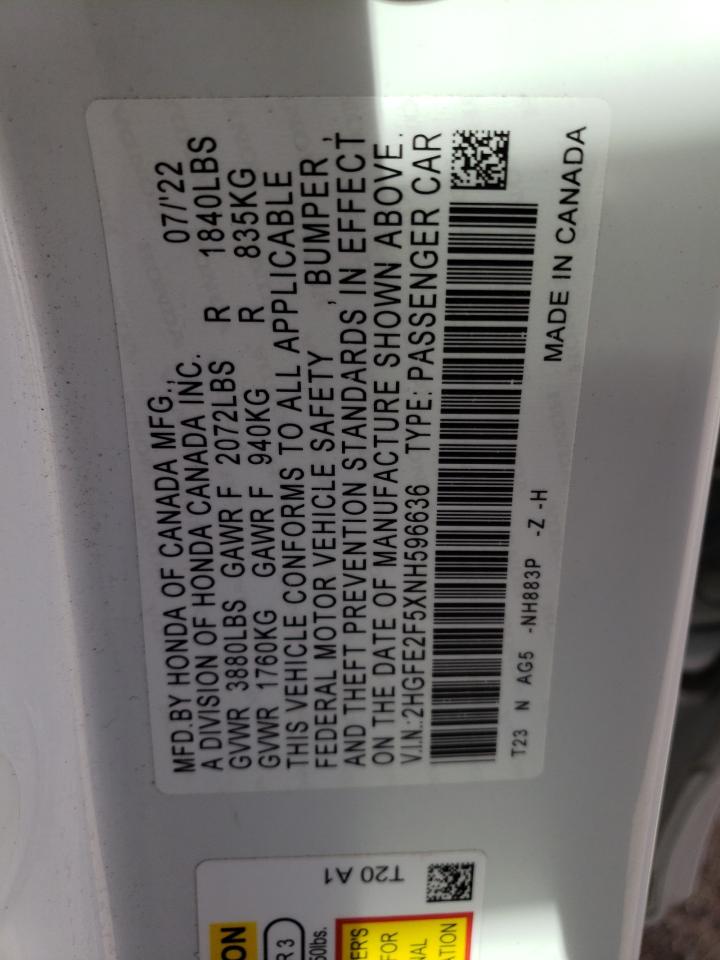 MFD.BY HONDA OF CANADA MFG., 07/'22
A DIVISION OF HONDA CANADA INC.
GVWR 3880LBS GAWR F 2072LBS R 1840LBS
GVWR 1760KG GAWR F 940KG R 835KG
THIS VEHICLE CONFORMS TO ALL APPLICABLE
FEDERAL MOTOR VEHICLE SAFETY , BUMPER ,
AND THEFT PREVENTION STANDARDS IN EFFECT
ON THE DATE OF MANUFACTURE SHOWN ABOVE.
V.I.N.:2HGFE2F5XNH596636 TYPE: PASSENGER CAR
T23 N AG5 -NH883P -Z -H
MADE IN CANADA
T20 A1